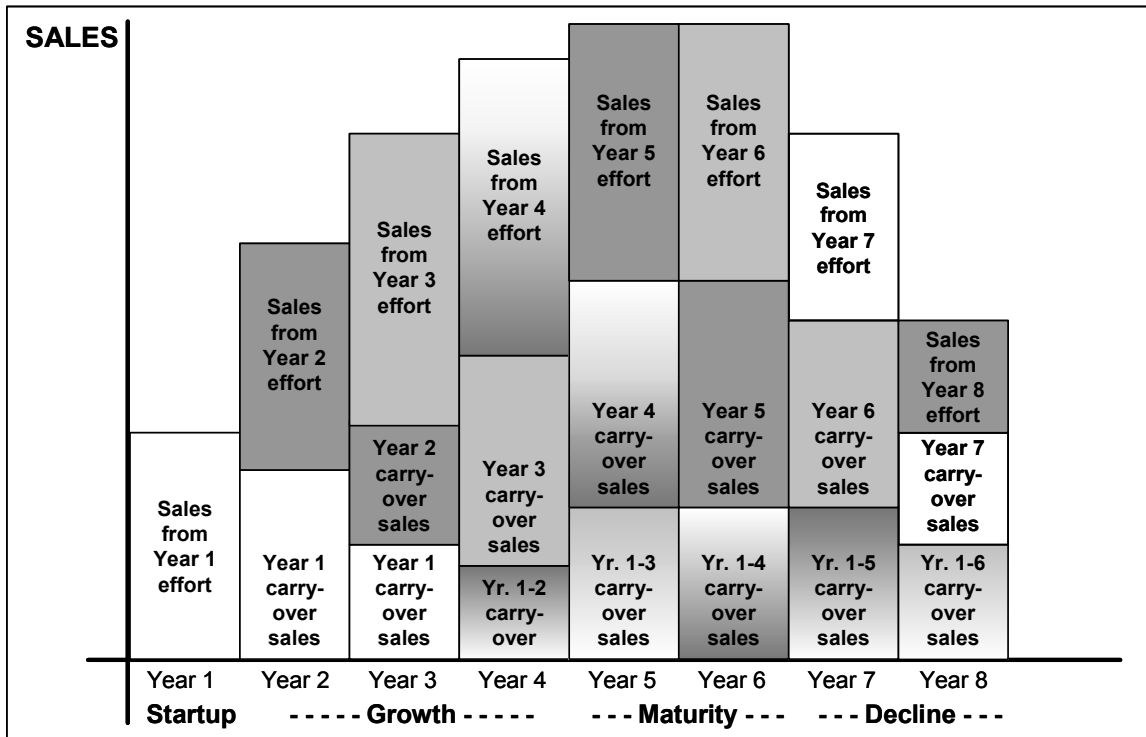 SALES
Sales
from
Year 1
effort
Sales
from
Year 2
effort
Year 1
carry-
over
sales
Sales
from
Year 3
effort
Year 2
carry-
over
sales
Year 1
carry-
over
sales
Sales
from
Year 4
effort
Year 3
carry-
over
sales
Yr. 1-2
carry-
over
Sales
from
Year 5
effort
Year 4
carry-
over
sales
Yr. 1-3
carry-
over
sales
Sales
from
Year 6
effort
Year 5
carry-
over
sales
Yr. 1-4
carry-
over
sales
Sales
from
Year 7
effort
Year 6
carry-
over
sales
Yr. 1-5
carry-
over
sales
Sales
from
Year 8
effort
Year 7
carry-
over
sales
Yr. 1-6
carry-
over
sales
Year 1 Year 2 Year 3 Year 4 Year 5 Year 6 Year 7 Year 8
Startup - - - - - Growth - - - - - - - - - Maturity - - - - - - Decline - - -